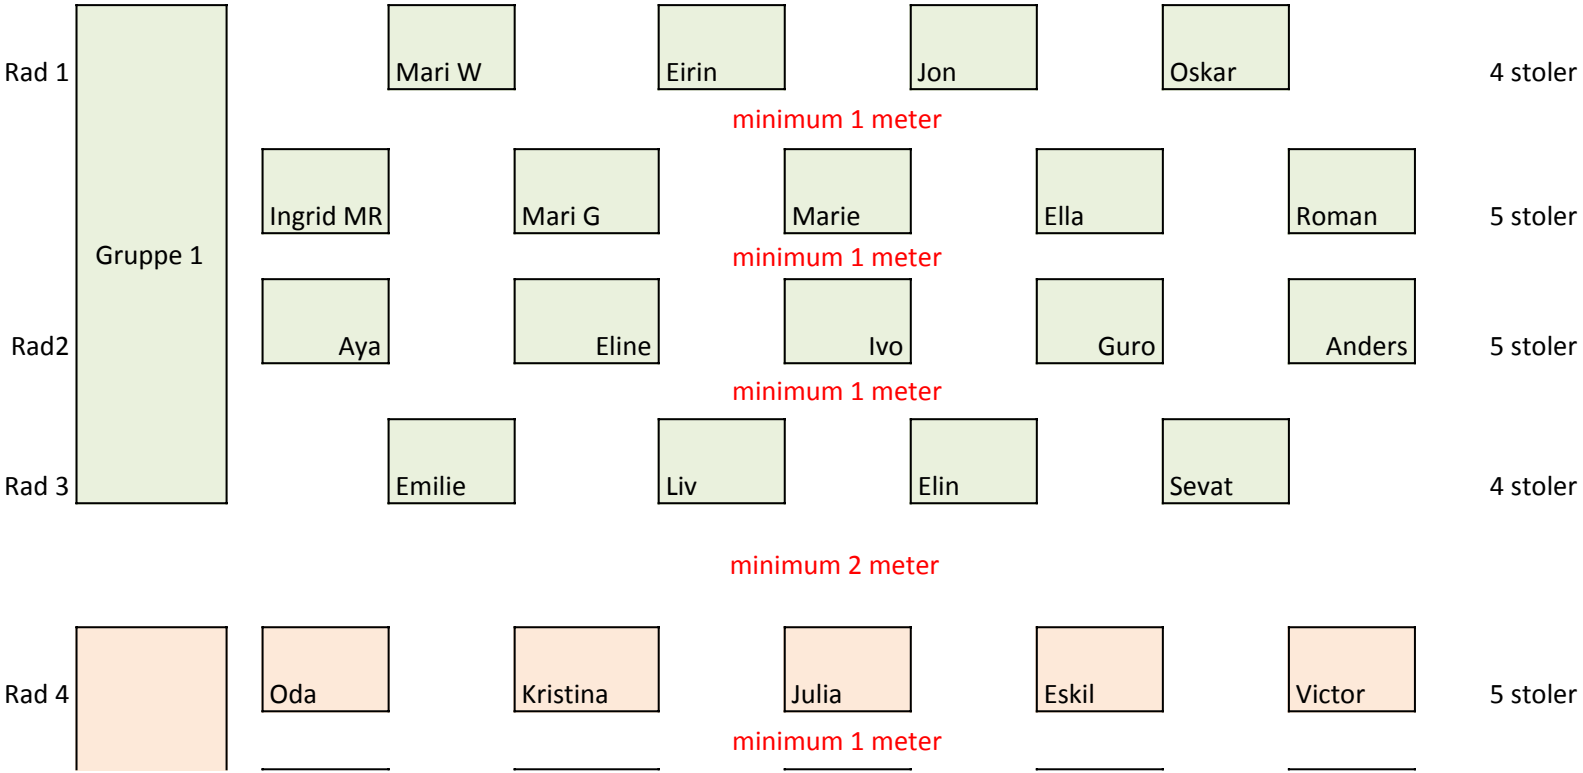 Rad 1 Mari W Eirin Jon Oskar 4 stoler
minimum 1 meter
Ingrid MR Mari G Marie Ella Roman 5 stoler
Gruppe 1 minimum 1 meter
Rad2 Aya Eline Ivo Guro Anders 5 stoler
minimum 1 meter
Rad 3 Emilie Liv Elin Sevat 4 stoler
minimum 2 meter
Rad 4 Oda Kristina Julia Eskil Victor 5 stoler
minimum 1 meter